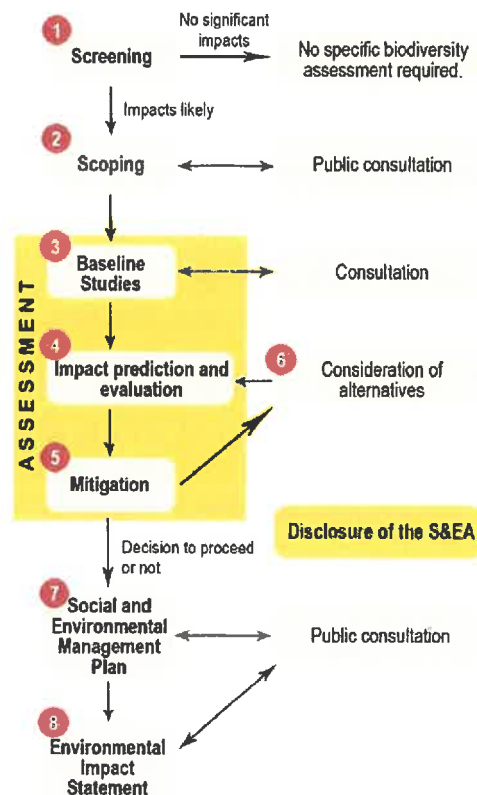 1
No significant
impacts
Screening
No specific biodiversity
assessment required.
Impacts likely
2
Scoping
Public consultation
3
Baseline
Studies
Consultation
ASSESSMENT
4
Impact prediction and
evaluation
6
Consideration of
alternatives
5
Mitigation
Disclosure of the S&EA
Decision to proceed
or not
7
Social and
Environmental
Management
Plan
Public consultation
8
Environmental
Impact
Statement